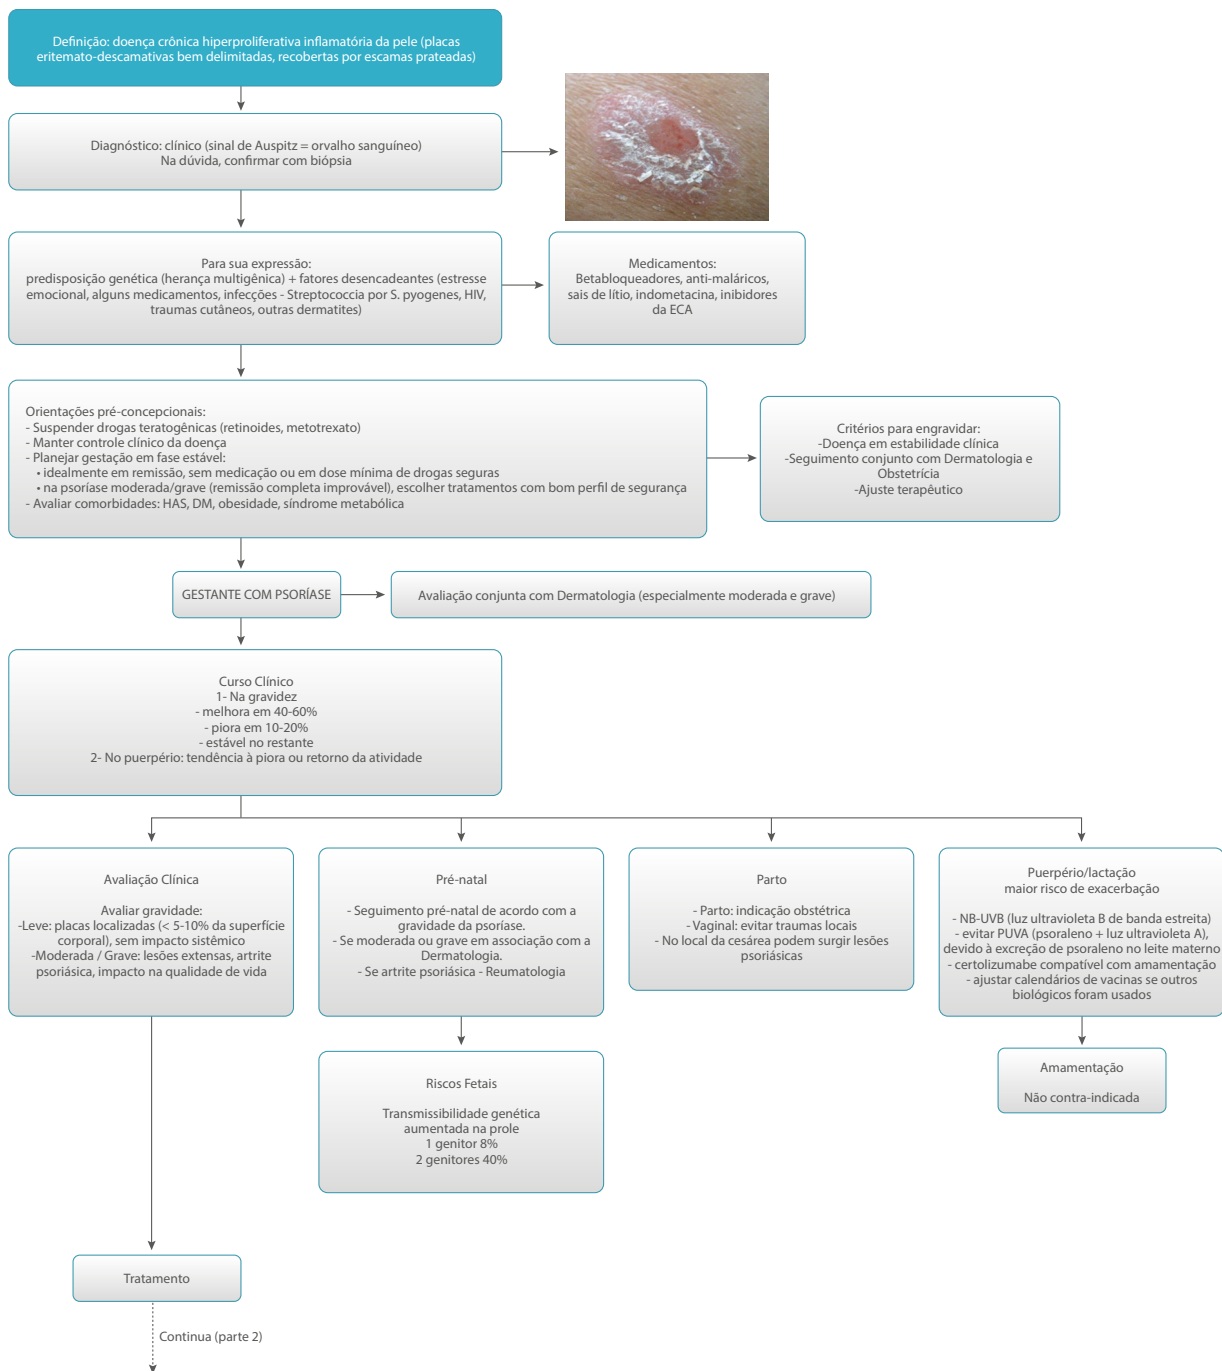 Definição: doença crônica hiperproliferativa inflamatória da pele (placas
eritemato-descamativas bem delimitadas, recobertas por escamas prateadas)
Diagnóstico: clínico (sinal de Auspitz = orvalho sanguíneo)
Na dúvida, confirmar com biópsia
Para sua expressão:
predisposição genética (herança multigênica) + fatores desencadeantes (estresse
emocional, alguns medicamentos, infecções - Streptococcia por S. pyogenes, HIV,
traumas cutâneos, outras dermatites)
Medicamentos:
Betabloqueadores, anti-maláricos,
sais de lítio, indometacina, inibidores
da ECA
Orientações pré-concepcionais:
- Suspender drogas teratogênicas (retinoides, metotrexato)
- Manter controle clínico da doença
- Planejar gestação em fase estável:
• idealmente em remissão, sem medicação ou em dose mínima de drogas seguras
• na psoríase moderada/grave (remissão completa improvável), escolher tratamentos com bom perfil de segurança
- Avaliar comorbidades: HAS, DM, obesidade, síndrome metabólica
Critérios para engravidar:
-Doença em estabilidade clínica
-Seguimento conjunto com Dermatologia e
Obstetrícia
-Ajuste terapêutico
GESTANTE COM PSORÍASE
Avaliação conjunta com Dermatologia (especialmente moderada e grave)
Curso Clínico
1- Na gravidez
- melhora em 40-60%
- piora em 10-20%
- estável no restante
2- No puerpério: tendência à piora ou retorno da atividade
Avaliação Clínica
Avaliar gravidade:
-Leve: placas localizadas (< 5-10% da superfície
corporal), sem impacto sistêmico
-Moderada / Grave: lesões extensas, artrite
psoriásica, impacto na qualidade de vida
Pré-natal
- Seguimento pré-natal de acordo com a
gravidade da psoríase.
- Se moderada ou grave em associação com a
Dermatologia.
- Se artrite psoriásica - Reumatologia
Parto
- Parto: indicação obstétrica
- Vaginal: evitar traumas locais
- No local da cesárea podem surgir lesões
psoriásicas
Puerpério/lactação
maior risco de exacerbação
- NB-UVB (luz ultravioleta B de banda estreita)
- evitar PUVA (psoraleno + luz ultravioleta A),
devido à excreção de psoraleno no leite materno
- certolizumabe compatível com amamentação
- ajustar calendários de vacinas se outros
biológicos foram usados
Riscos Fetais
Transmissibilidade genética
aumentada na prole
1 genitor 8%
2 genitores 40%
Amamentação
Não contra-indicada
Tratamento
Continua (parte 2)